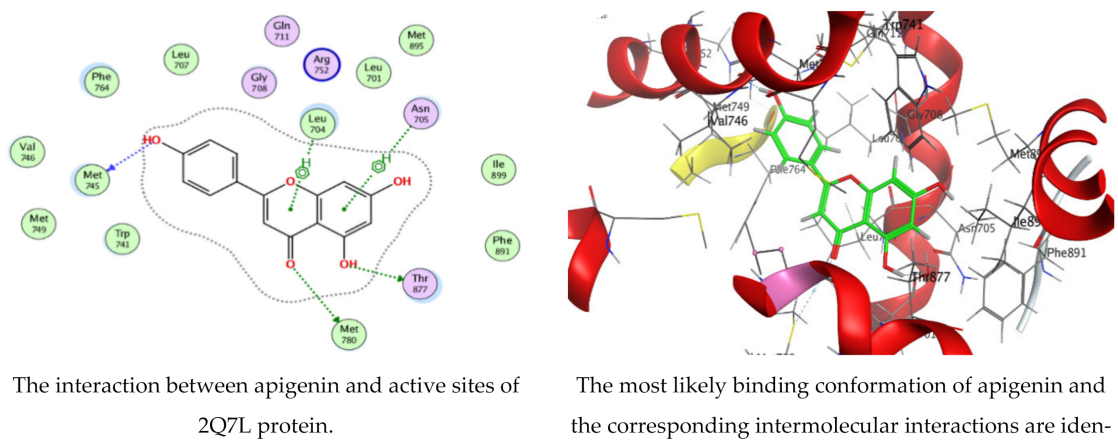 Gln
711
Met
895
Leu
707
Arg
752
Leu
701
Phe
764
Gly
708
Asn
705
Leu
704
HO
Val
746
H
H
Met
745
O
OH
Ile
899
Met
749
Trp
741
Phe
891
O
OH
Thr
877
Met
780
Trp741
Met749
Val746
Gly708
Phe764
Asn705
Phe891
Thr877
The interaction between apigenin and active sites of
2Q7L protein.
The most likely binding conformation of apigenin and
the corresponding intermolecular interactions are iden-